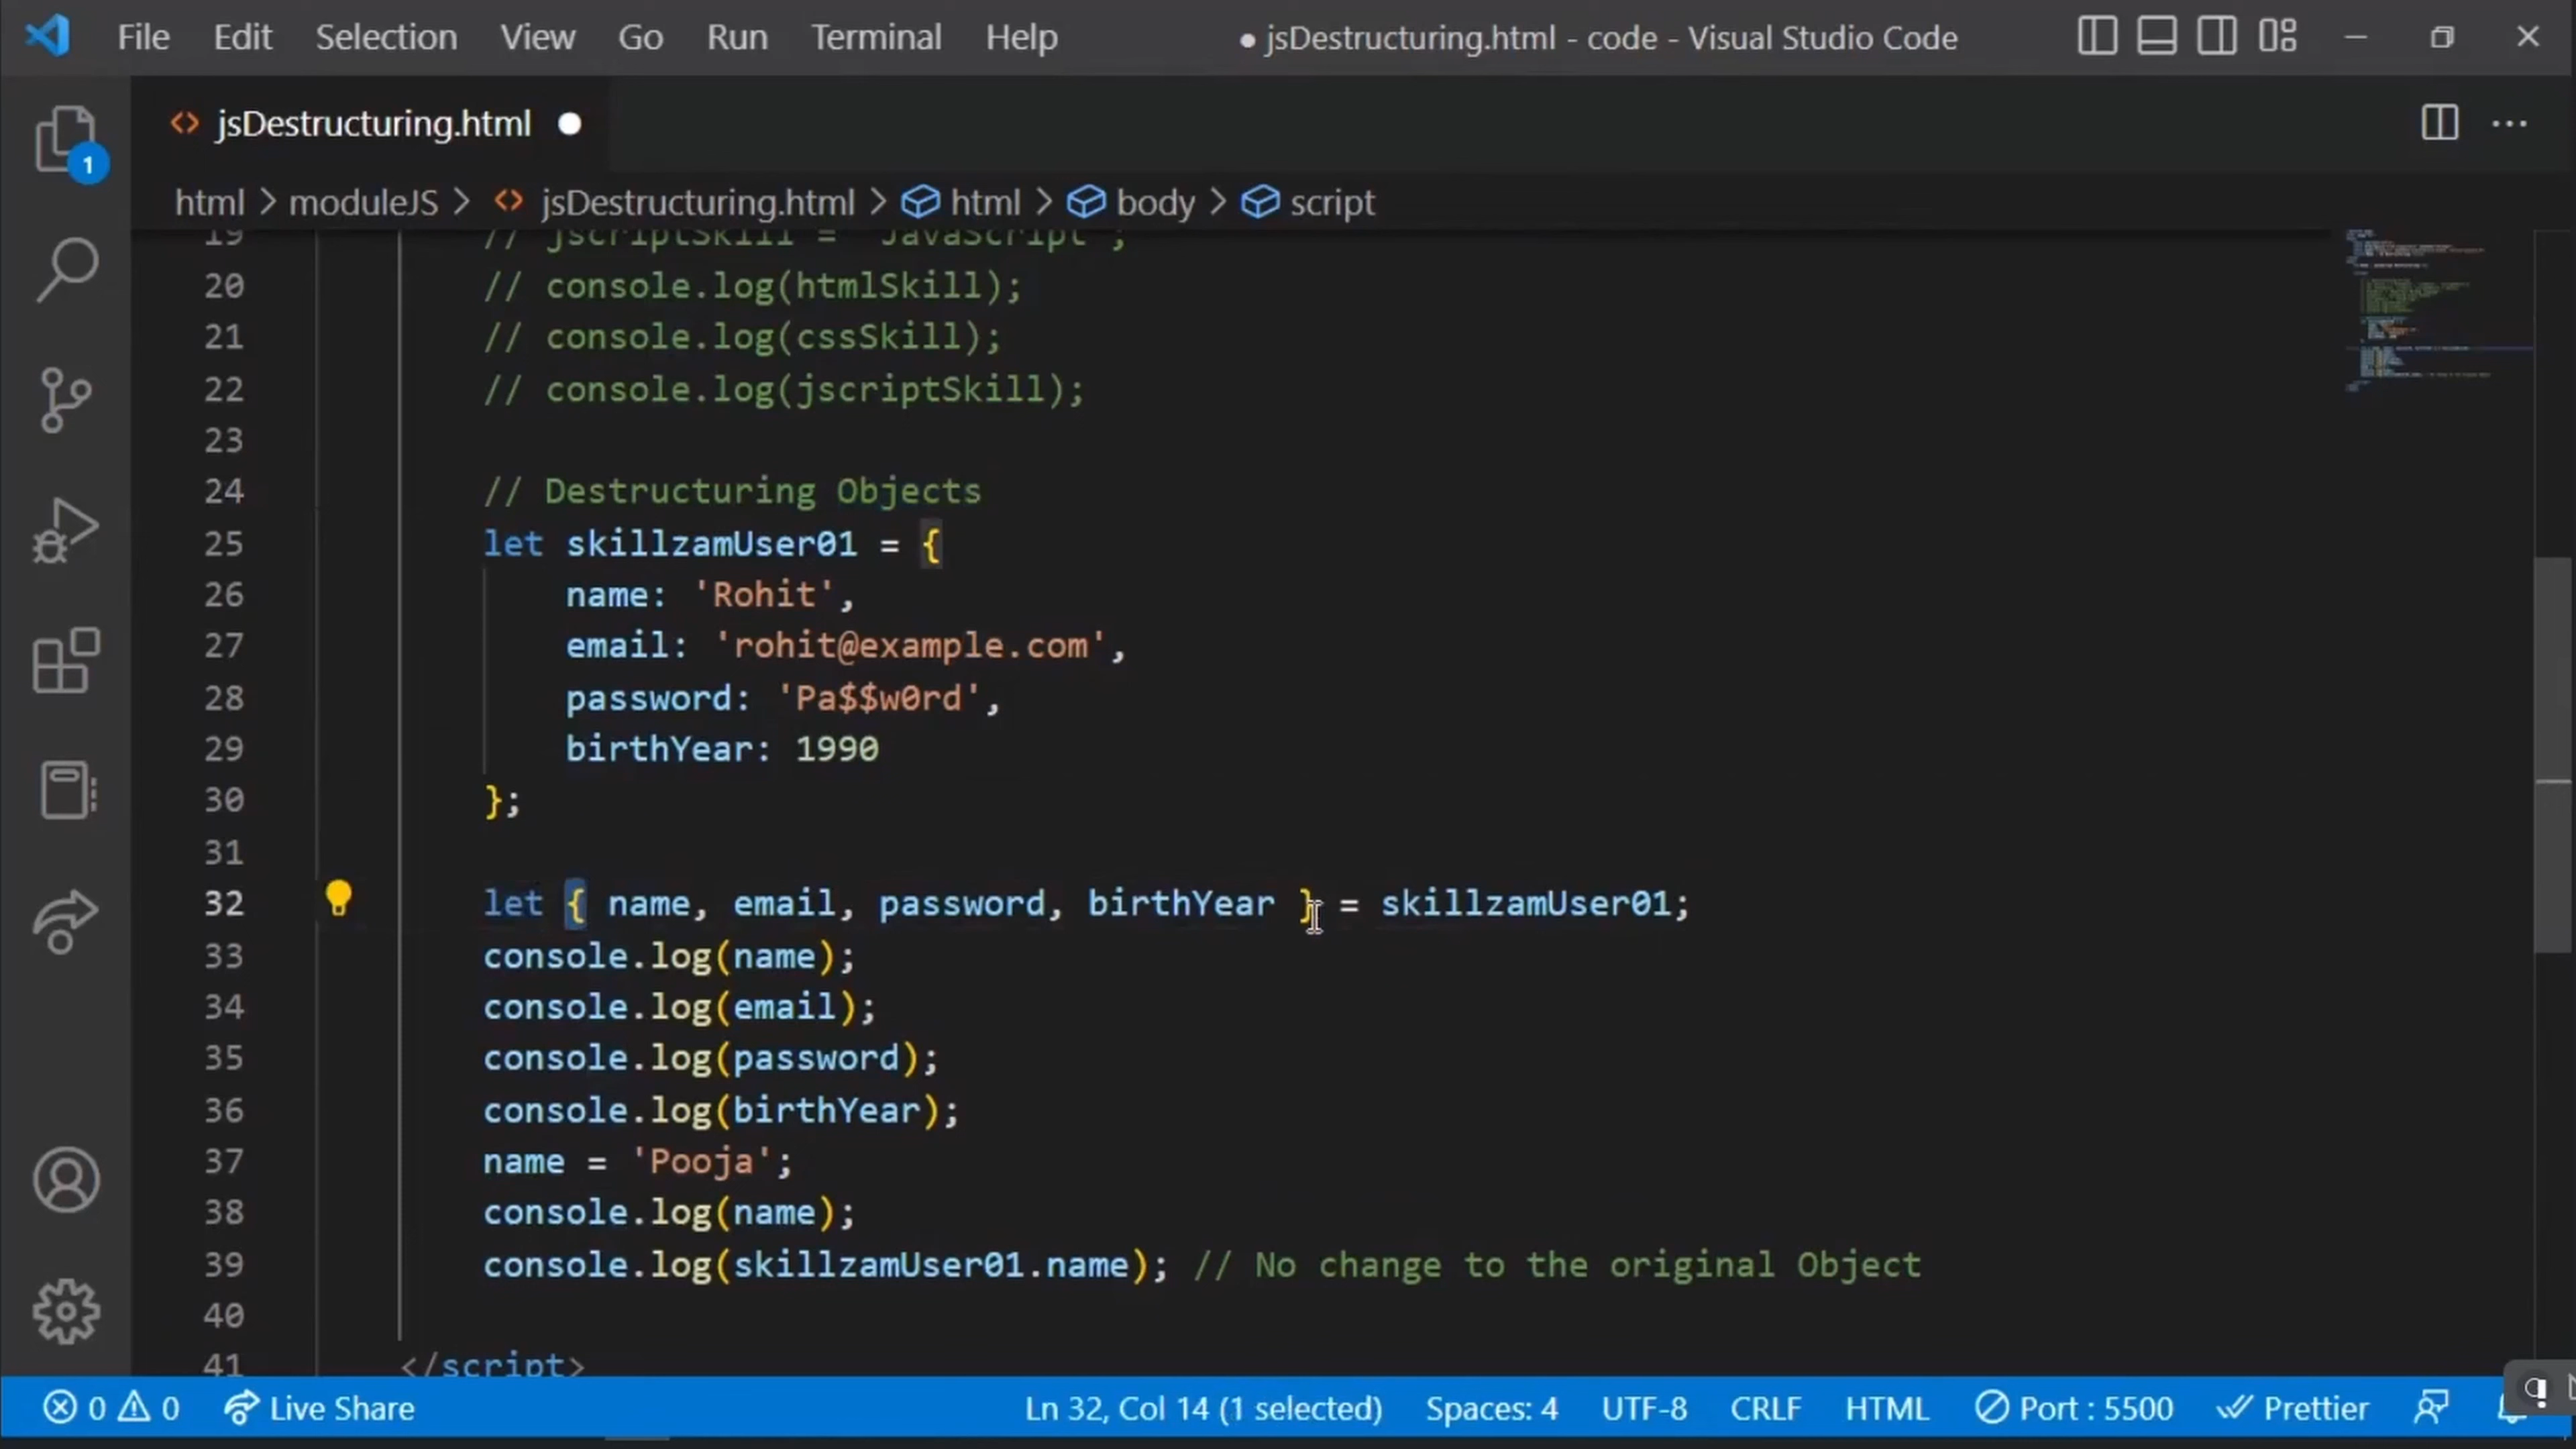 File Edit Selection View Go Run Terminal Help ● jsDestructuring.html - code - Visual Studio Code
<> jsDestructuring.html ●
1
html > moduleJS > <> jsDestructuring.html > html > body > script
19 // jscriptSkill = "JavaScript";
20 // console.log(htmlSkill);
21 // console.log(cssSkill);
22 // console.log(jscriptSkill);
23
24 // Destructuring Objects
25 let skillzamUser01 = {
26 name: 'Rohit',
27 email: 'rohit@example.com',
28 password: 'Pa$$w0rd',
29 birthYear: 1990
30 };
31
32 let { name, email, password, birthYear } = skillzamUser01;
33 console.log(name);
34 console.log(email);
35 console.log(password);
36 console.log(birthYear);
37 name = 'Pooja';
38 console.log(name);
39 console.log(skillzamUser01.name); // No change to the original Object
40
41 </script>
0 0 Live Share Ln 32, Col 14 (1 selected) Spaces: 4 UTF-8 CRLF HTML Port : 5500 Prettier